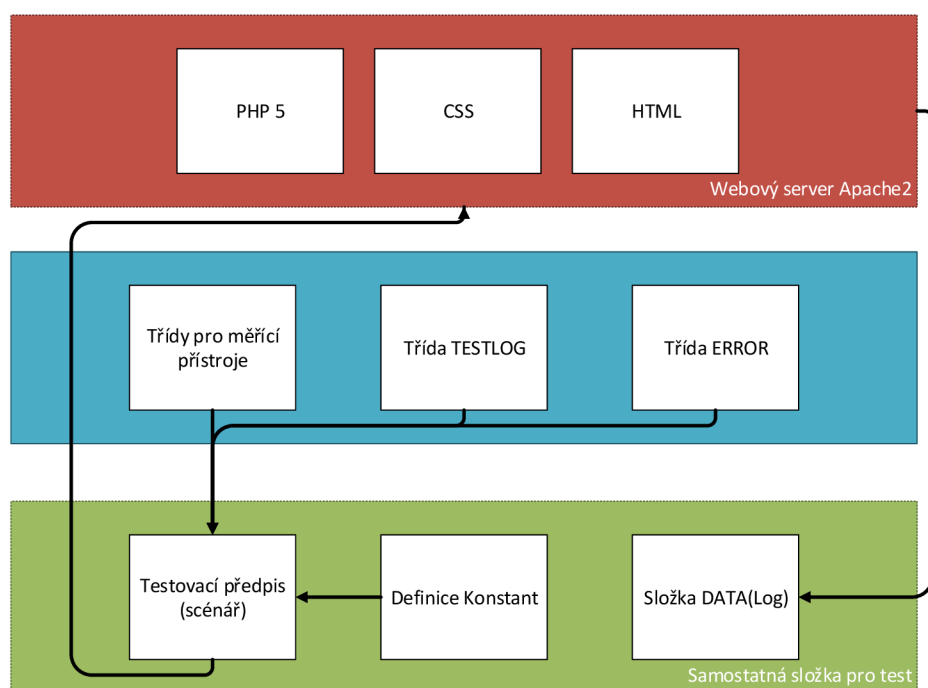 PHP 5
CSS
HTML
Webový server Apache2
Třídy pro měřící
přístroje
Třída TESTLOG
Třída ERROR
Testovací předpis
(scénář)
Definice Konstant
Složka DATA(Log)
Samostatná složka pro test